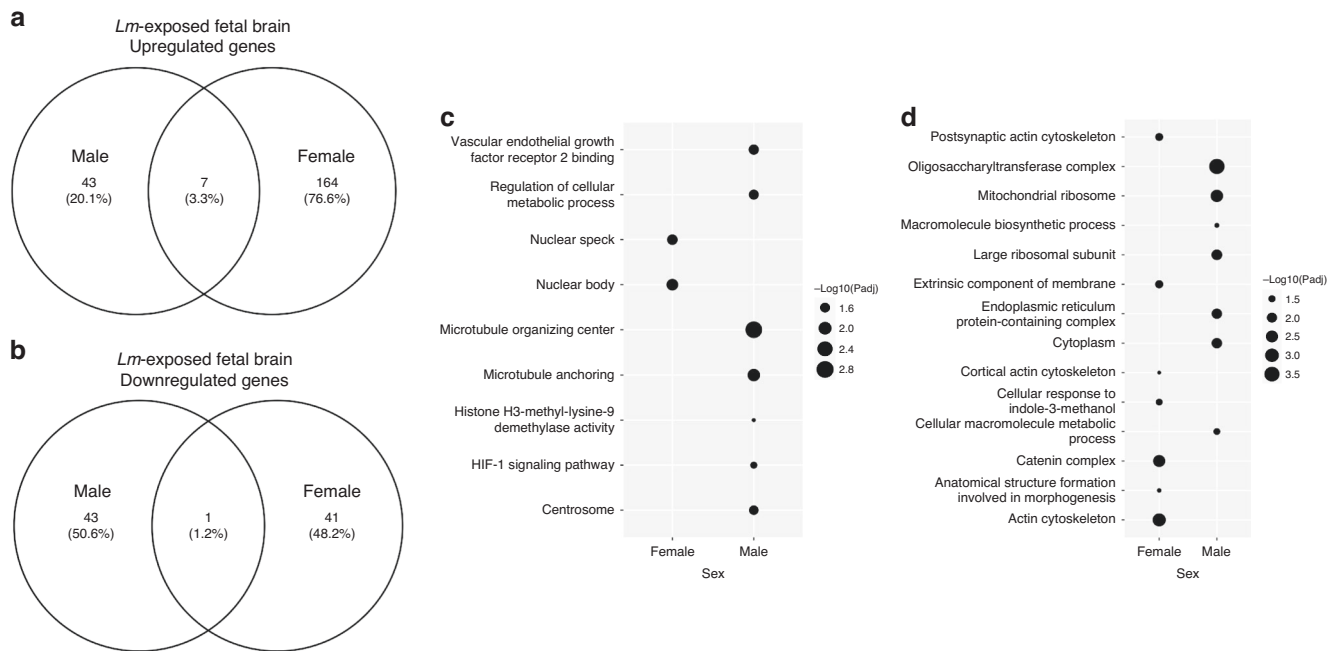 a
Lm-exposed fetal brain
Upregulated genes
Male
43
(20.1%)
7
(3.3%)
Female
164
(76.6%)
b
Lm-exposed fetal brain
Downregulated genes
Male
43
(50.6%)
1
(1.2%)
Female
41
(48.2%)
c
Vascular endothelial growth
factor receptor 2 binding
Regulation of cellular
metabolic process
Nuclear speck
Nuclear body
Microtubule organizing center
Microtubule anchoring
Histone H3-methyl-lysine-9
demethylase activity
HIF-1 signaling pathway
Centrosome
Female
Male
Sex
–Log10(Padj)
1.6
2.0
2.4
2.8
d
Postsynaptic actin cytoskeleton
Oligosaccharyltransferase complex
Mitochondrial ribosome
Macromolecule biosynthetic process
Large ribosomal subunit
Extrinsic component of membrane
Endoplasmic reticulum
protein-containing complex
Cytoplasm
Cortical actin cytoskeleton
Cellular response to
indole-3-methanol
Cellular macromolecule metabolic
process
Catenin complex
Anatomical structure formation
involved in morphogenesis
Actin cytoskeleton
Female
Male
Sex
–Log10(Padj)
1.5
2.0
2.5
3.0
3.5